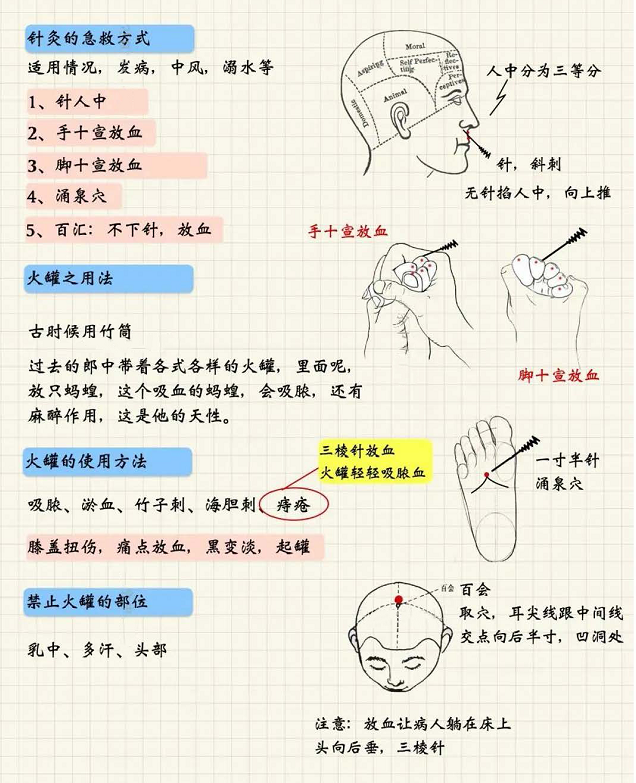 针灸的急救方式
适用情况，发病，中风，溺水等
1、针人中
2、手十宣放血
3、脚十宣放血
4、涌泉穴
5、百汇：不下针，放血
Moral
Aspiring
Self Perfecting
Reflectives
Perceptives
Animal
Domestic
人中分为三等分
针，斜刺
无针掐人中，向上推
手十宣放血
脚十宣放血
火罐之用法
古时候用竹筒
过去的郎中带着各式各样的火罐，里面呢，
放只蚂蝗，这个吸血的蚂蝗，会吸脓，还有
麻醉作用，这是他的天性。
火罐的使用方法
三棱针放血
火罐轻轻吸脓血
吸脓、淤血、竹子刺、海胆刺、痔疮
膝盖扭伤，痛点放血，黑变淡，起罐
一寸半针
涌泉穴
禁止火罐的部位
乳中、多汗、头部
百会
百会
取穴，耳尖线跟中间线
交点向后半寸，凹洞处
注意：放血让病人躺在床上
头向后垂，三棱针